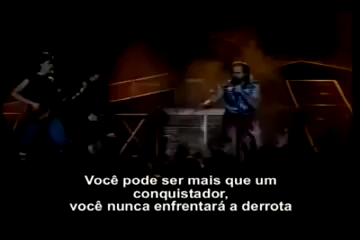 Você pode ser mais que um
conquistador,
você nunca enfrentará a derrota